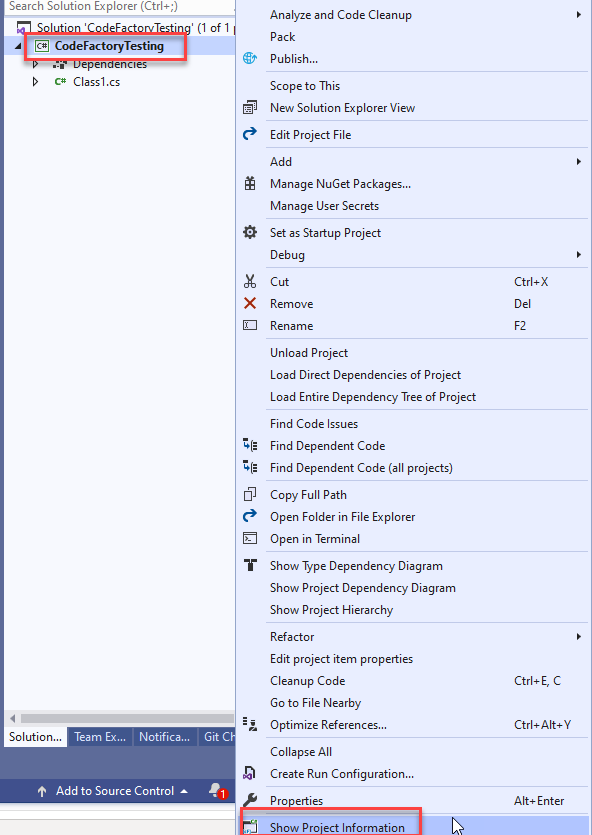 Search Solution Explorer (Ctrl+;)
Solution 'CodeFactoryTesting' (1 of 1
C# CodeFactoryTesting
Dependencies
C# Class1.cs
Solution...
Team Ex...
Notifica...
Git Ch
Add to Source Control
1
Analyze and Code Cleanup
Pack
Publish...
Scope to This
New Solution Explorer View
Edit Project File
Add
Manage NuGet Packages...
Manage User Secrets
Set as Startup Project
Debug
Cut Ctrl+X
Remove Del
Rename F2
Unload Project
Load Direct Dependencies of Project
Load Entire Dependency Tree of Project
Find Code Issues
Find Dependent Code
Find Dependent Code (all projects)
Copy Full Path
Open Folder in File Explorer
Open in Terminal
Show Type Dependency Diagram
Show Project Dependency Diagram
Show Project Hierarchy
Refactor
Edit project item properties
Cleanup Code Ctrl+E, C
Go to File Nearby
Optimize References... Ctrl+Alt+Y
Collapse All
Create Run Configuration...
Properties Alt+Enter
Show Project Information